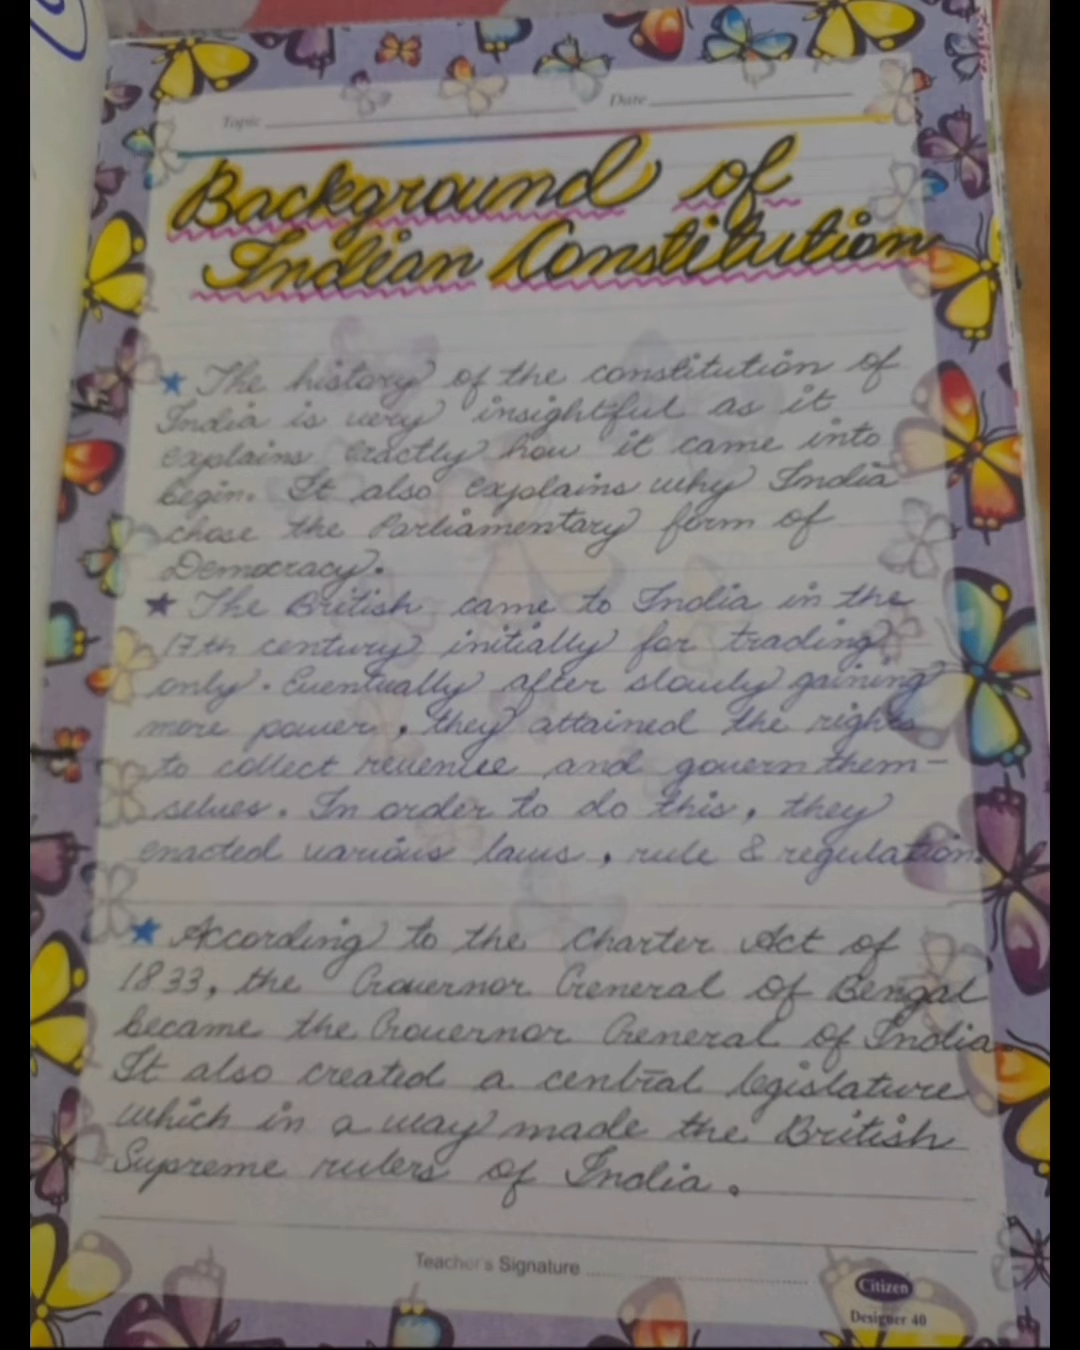 Topic Date
Background of
Indian Constitution
★ The history of the constitution of
India is very insightful as it
explains exactly how it came into
begin. It also explains why India
chose the Parliamentary form of
Democracy.
★ The British came to India in the
17th century initially for trading
only. Eventually after slowly gaining
more power, they attained the rights
to collect revenue and govern them-
selves. In order to do this, they
enacted various laws, rule & regulation.
★ According to the Charter Act of
1833, the Governor General of Bengal
became the Governor General of India
It also created a central legislature
which in a way made the British
Supreme rulers of India.
Teacher's Signature
Citizen
Designer 40